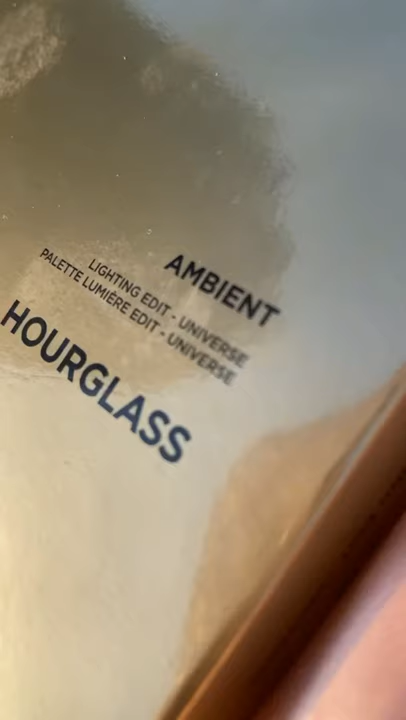 AMBIENT
LIGHTING EDIT - UNIVERSE
PALETTE LUMIÈRE EDIT - UNIVERSE
HOURGLASS